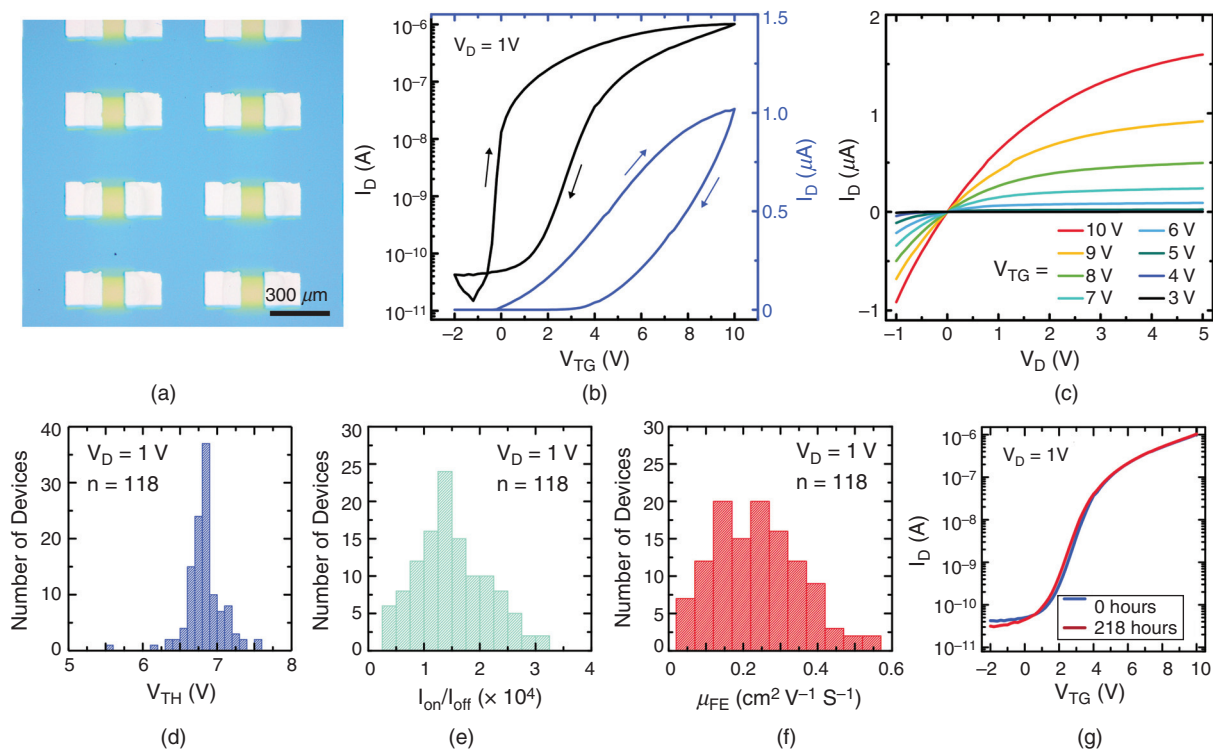 300 μm
(a)
V_D = 1V
I_D (A)
10⁻⁶
10⁻⁷
10⁻⁸
10⁻⁹
10⁻¹⁰
10⁻¹¹
1.5
1.0
0.5
0
I_D (μA)
−2 0 2 4 6 8 10
V_TG (V)
(b)
I_D (μA)
2
1
0
−1
V_TG =
10 V 6 V
9 V 5 V
8 V 4 V
7 V 3 V
−1 0 1 2 3 4 5
V_D (V)
(c)
Number of Devices
40
30
20
10
0
V_D = 1 V
n = 118
5 6 7 8
V_TH (V)
(d)
Number of Devices
30
25
20
15
10
5
0
V_D = 1 V
n = 118
0 1 2 3 4
I_on/I_off (× 10⁴)
(e)
Number of Devices
30
25
20
15
10
5
0
V_D = 1 V
n = 118
0.0 0.2 0.4 0.6
μ_FE (cm² V⁻¹ S⁻¹)
(f)
I_D (A)
10⁻⁶
10⁻⁷
10⁻⁸
10⁻⁹
10⁻¹⁰
10⁻¹¹
V_D = 1V
0 hours
218 hours
−2 0 2 4 6 8 10
V_TG (V)
(g)